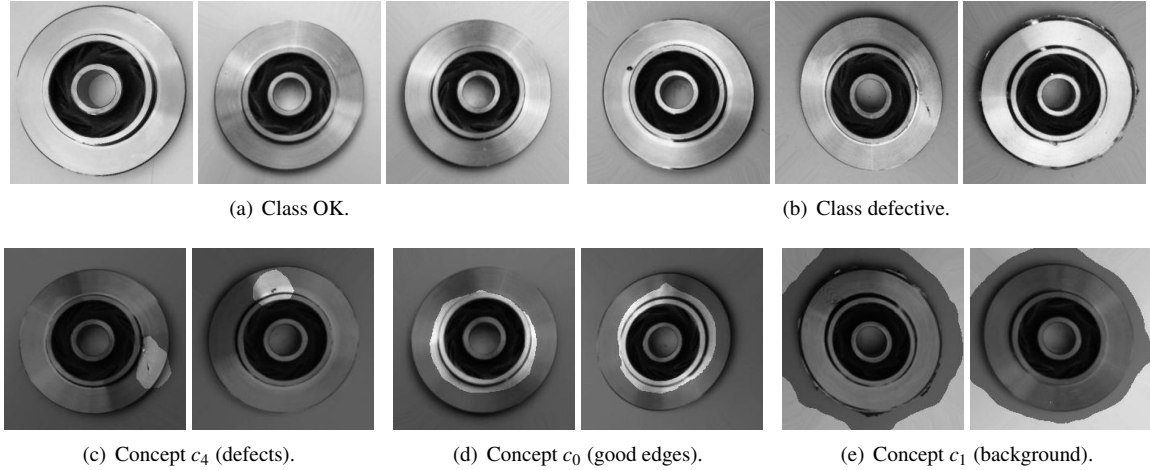 (a) Class OK.
(b) Class defective.
(c) Concept c₄ (defects).
(d) Concept c₀ (good edges).
(e) Concept c₁ (background).